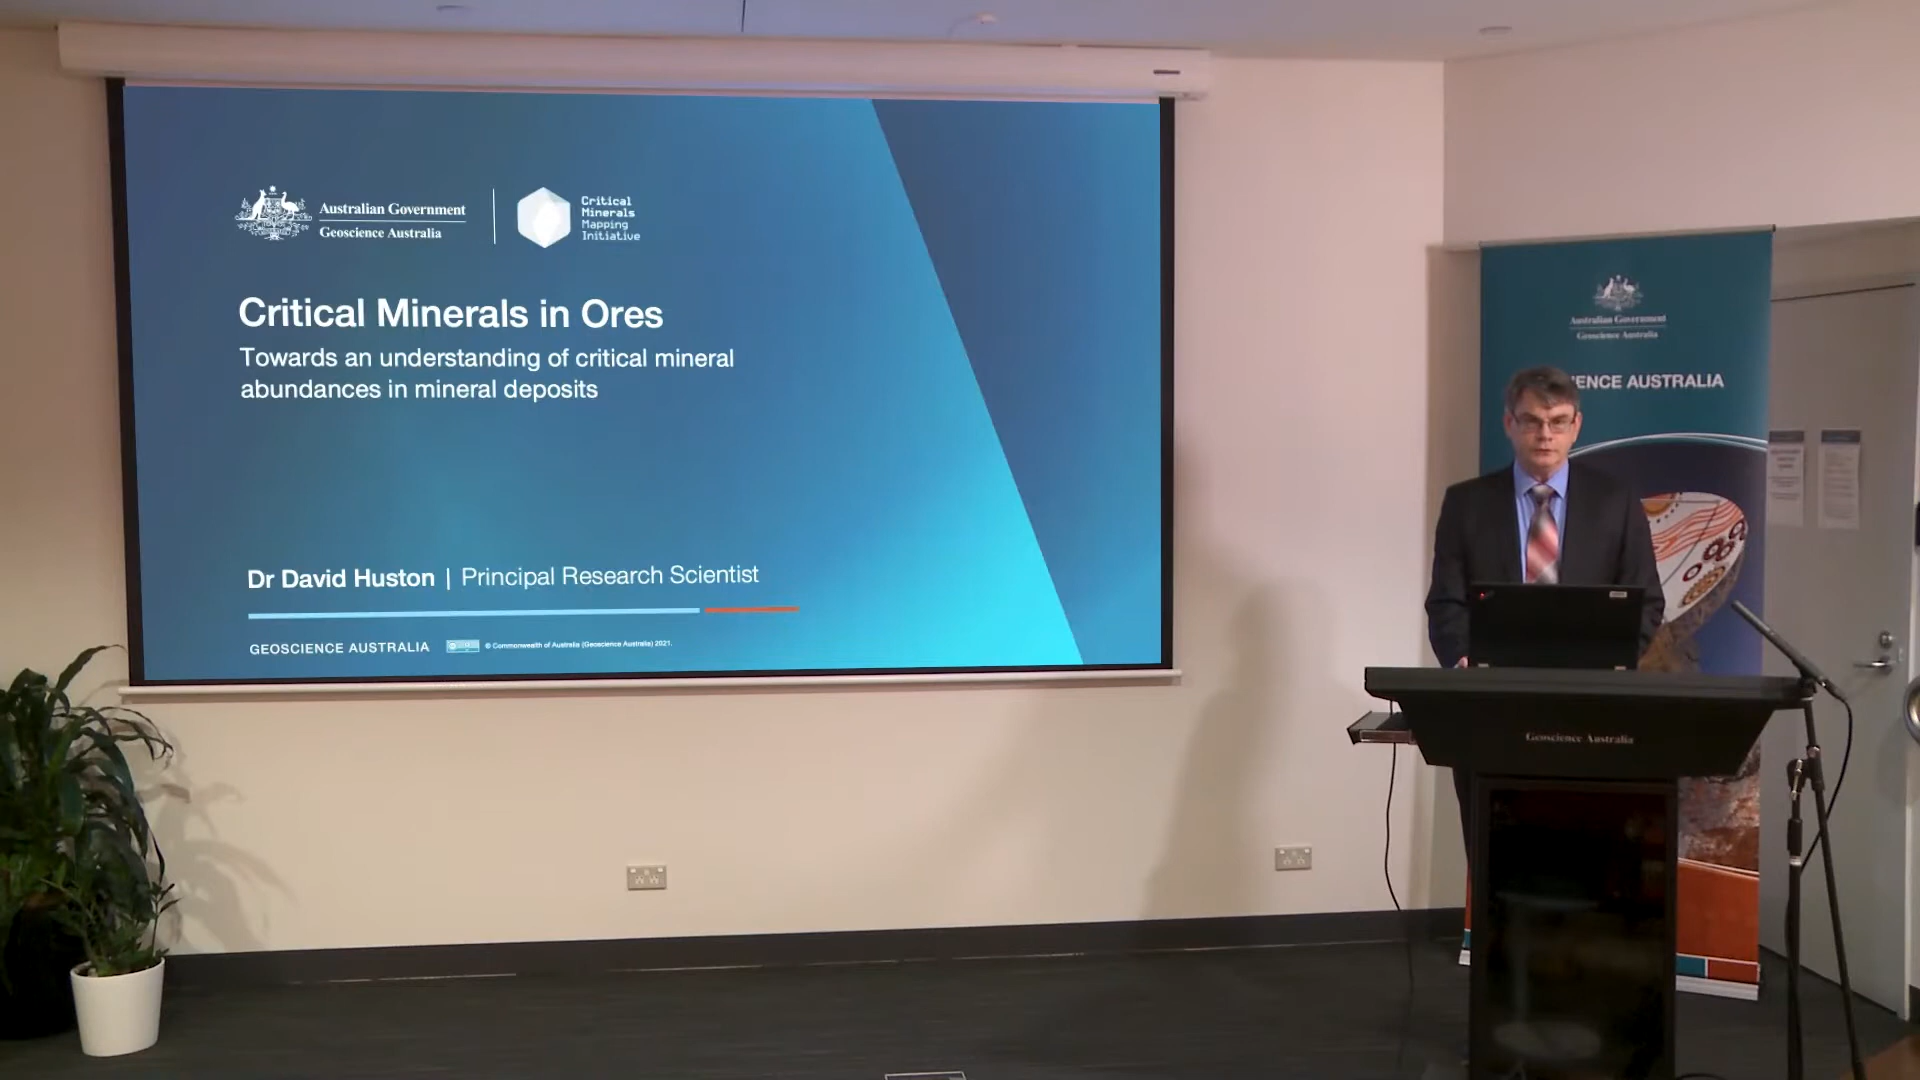 Australian Government
Geoscience Australia
Critical
Minerals
Mapping
Initiative
Critical Minerals in Ores
Towards an understanding of critical mineral
abundances in mineral deposits
Dr David Huston | Principal Research Scientist
GEOSCIENCE AUSTRALIA
© Commonwealth of Australia (Geoscience Australia) 2021.
Australian Government
Geoscience Australia
ENCE AUSTRALIA
Geoscience Australia